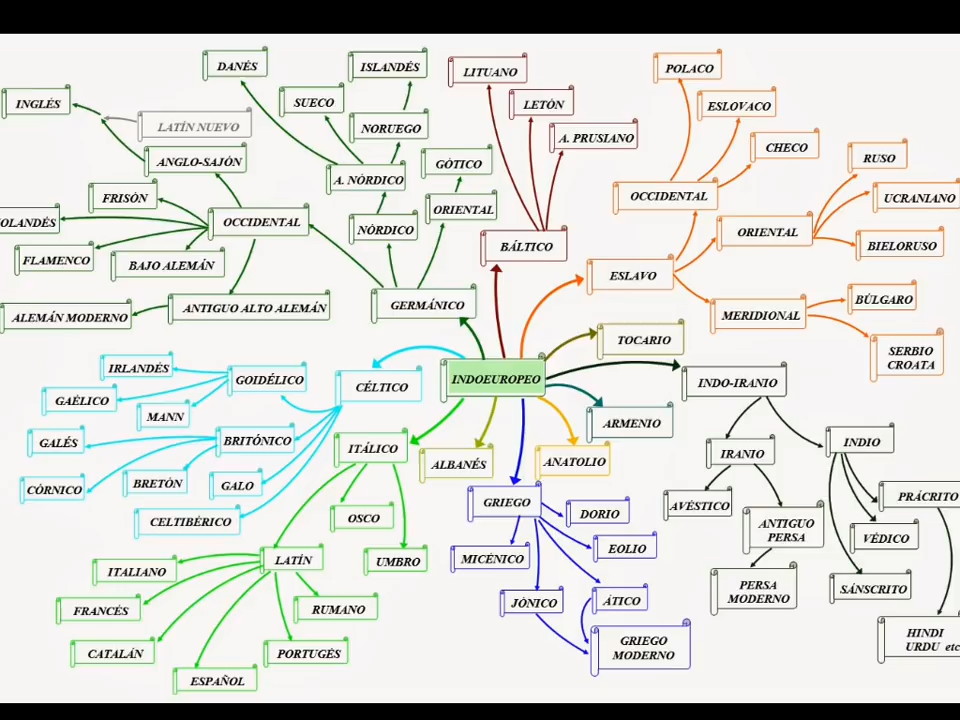 DANÉS
ISLANDÉS
LITUANO
POLACO
INGLÉS
SUECO
LETÓN
ESLOVACO
LATÍN NUEVO
NORUEGO
A. PRUSIANO
CHECO
ANGLO-SAJÓN
A. NÓRDICO
GÓTICO
RUSO
FRISÓN
OCCIDENTAL
UCRANIANO
OLANDÉS
OCCIDENTAL
NÓRDICO
ORIENTAL
ORIENTAL
BIELORUSO
FLAMENCO
BAJO ALEMÁN
BÁLTICO
ESLAVO
ALEMÁN MODERNO
ANTIGUO ALTO ALEMÁN
GERMÁNICO
MERIDIONAL
BÚLGARO
SERBIO
CROATA
TOCARIO
IRLANDÉS
GOIDÉLICO
CÉLTICO
INDOEUROPEO
INDO-IRANIO
GAÉLICO
MANN
ARMENIO
GALÉS
BRITÓNICO
ITÁLICO
ALBANÉS
ANATOLIO
IRANIO
INDIO
CÓRNICO
BRETÓN
GALO
GRIEGO
DORIO
AVÉSTICO
PRÁCRITO
CELTIBÉRICO
OSCO
ANTIGUO
PERSA
VÉDICO
ITALIANO
LATÍN
UMBRO
MICÉNICO
EOLIO
PERSA
MODERNO
SÁNSCRITO
FRANCÉS
RUMANO
JÓNICO
ÁTICO
CATALÁN
PORTUGÉS
GRIEGO
MODERNO
HINDI
URDU etc
ESPAÑOL